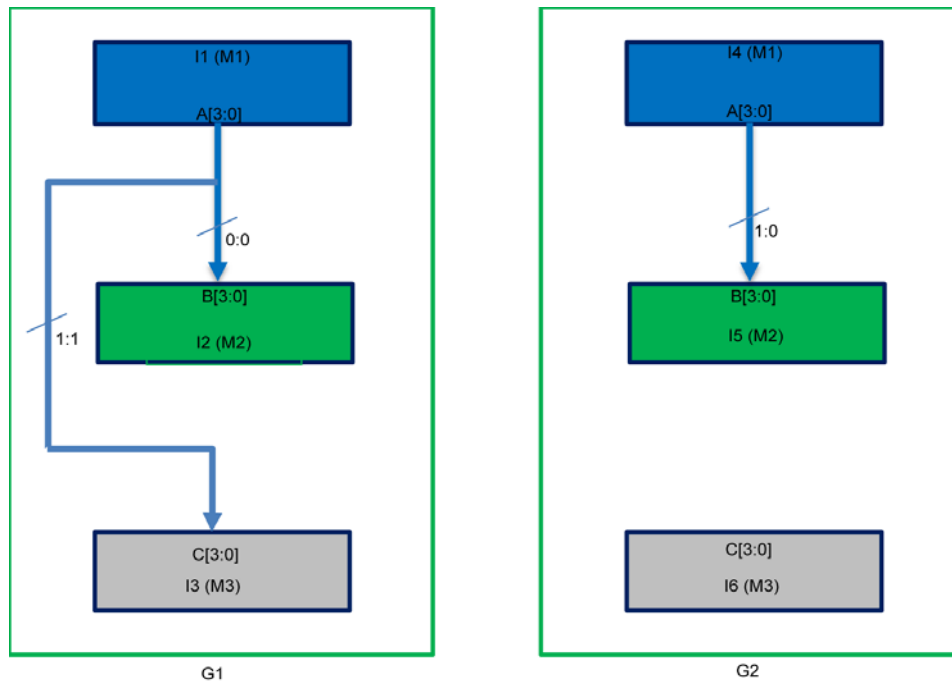 I1 (M1)
A[3:0]
0:0
B[3:0]
I2 (M2)
1:1
C[3:0]
I3 (M3)
G1
I4 (M1)
A[3:0]
1:0
B[3:0]
I5 (M2)
C[3:0]
I6 (M3)
G2